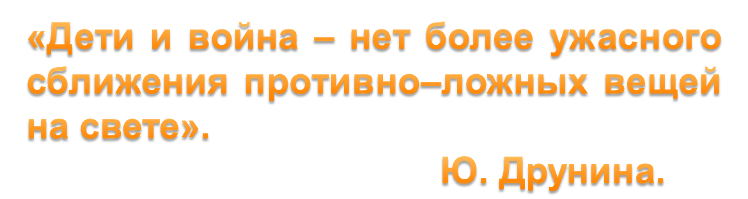 «Дети и война – нет более ужасного
сближения противно–ложных вещей
на свете».
Ю. Друнина.